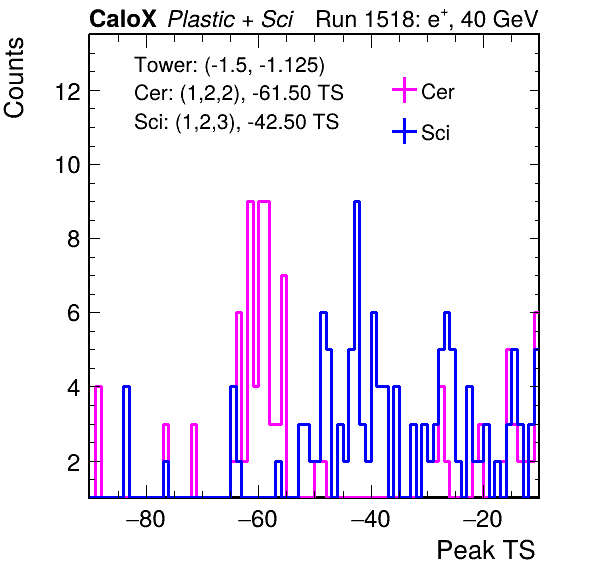 CaloX Plastic + Sci Run 1518: e⁺, 40 GeV
Tower: (-1.5, -1.125)
Cer: (1,2,2), -61.50 TS
Sci: (1,2,3), -42.50 TS
Cer
Sci
Counts
12
10
8
6
4
2
−80 −60 −40 −20
Peak TS